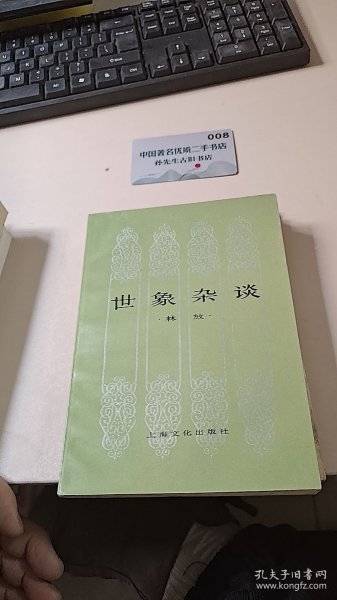 008
中国著名优质二手书店
孙先生古旧书店
世象杂谈
·林放·
上海文化出版社
孔夫子旧书网
www.kongfz.com